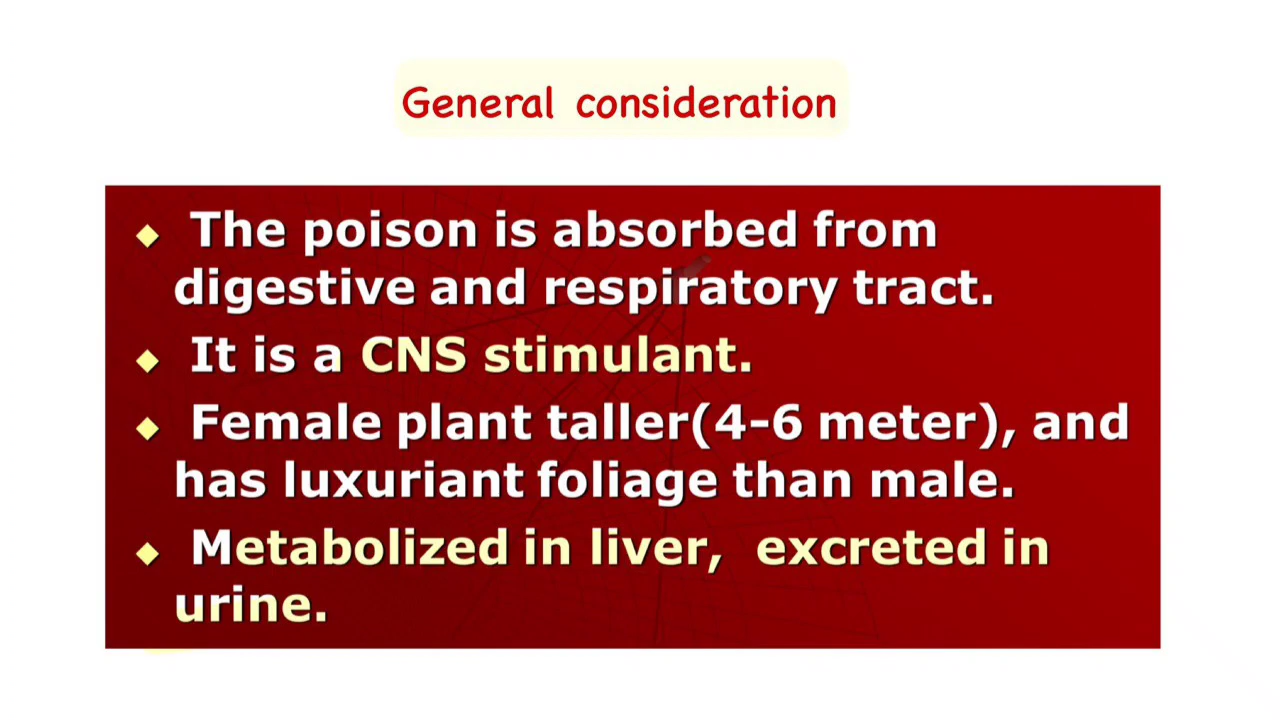 General consideration
◆ The poison is absorbed from
digestive and respiratory tract.
◆ It is a CNS stimulant.
◆ Female plant taller(4-6 meter), and
has luxuriant foliage than male.
◆ Metabolized in liver, excreted in
urine.